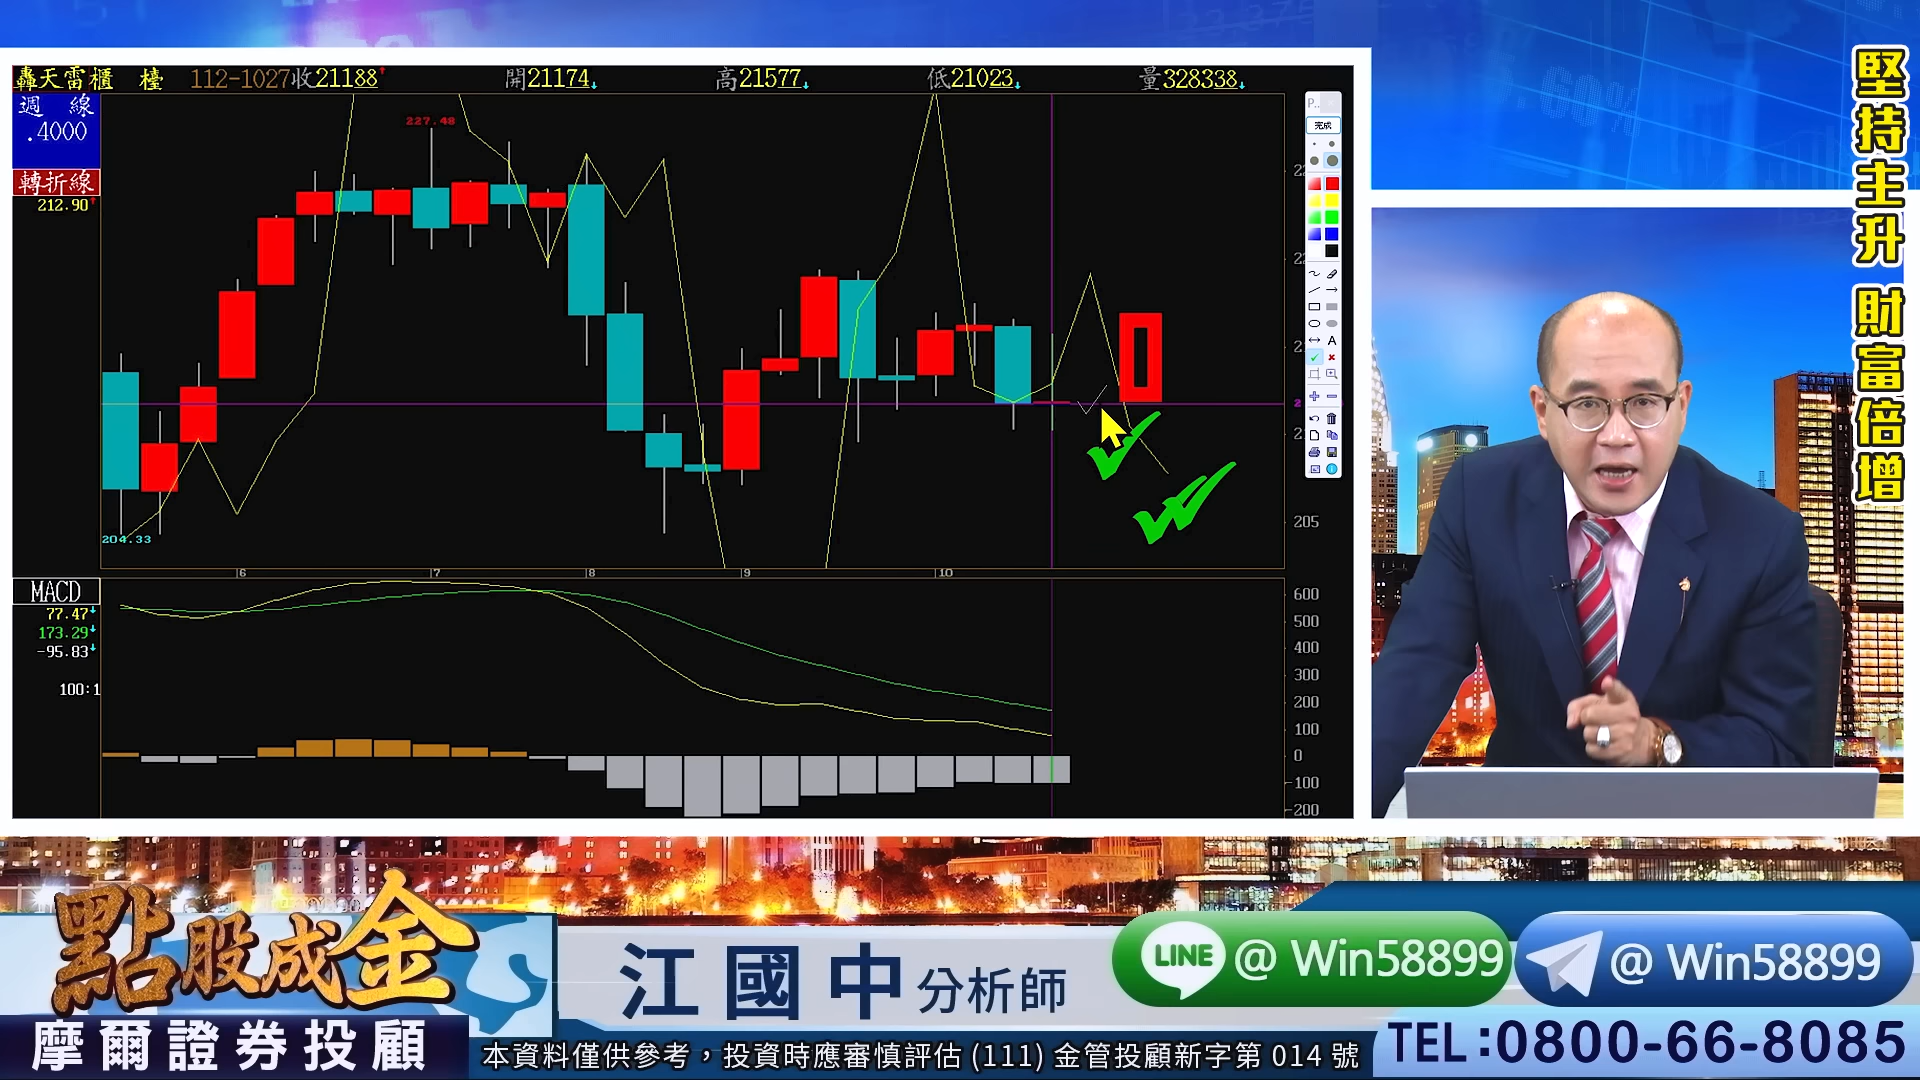 轟天雷櫃 檯 112-1027收21188 開21174 高21577 低21023 量328338
週 線
.4000
轉折線
212.90
227.48
204.33
P..
完成
A
205
6 7 8 9 10
MACD
77.47
173.29
-95.83
100:1
600
500
400
300
200
100
0
-100
-200
堅持主升 財富倍增
點股成金
摩爾證券投顧
江國中 分析師
LINE @ Win58899
@ Win58899
TEL:0800-66-8085
本資料僅供參考，投資時應審慎評估 (111) 金管投顧新字第 014 號